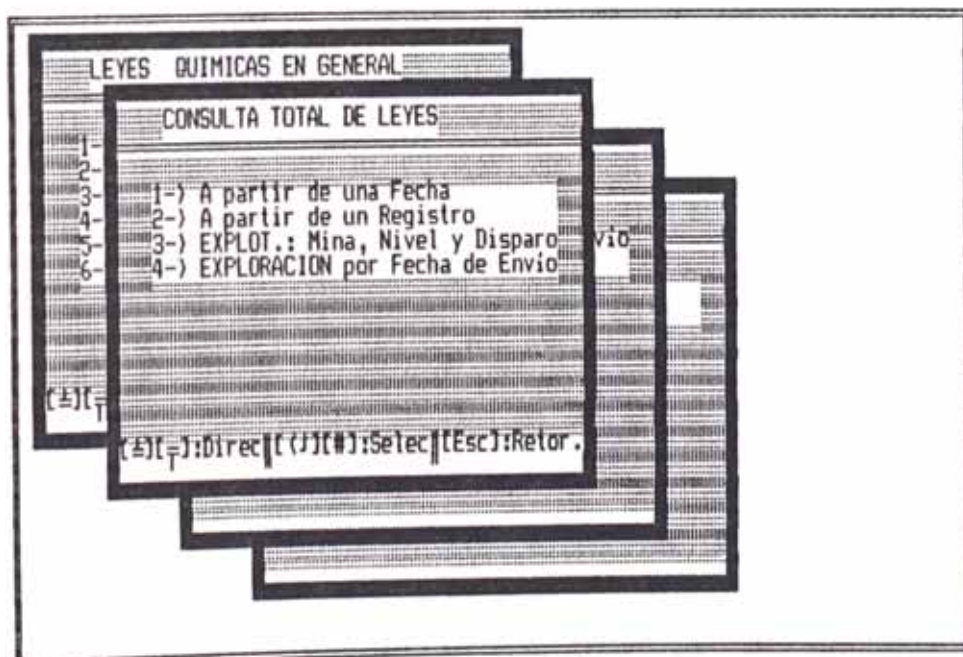 LEYES QUIMICAS EN GENERAL
CONSULTA TOTAL DE LEYES
1-
2-
3-
4-
5-
6-
1-) A partir de una Fecha
2-) A partir de un Registro
3-) EXPLOT.: Mina, Nivel y Disparo
vio
4-) EXPLORACION por Fecha de Envío
[±][
[±][╤]:Direc║[〈┘][#]:Selec║[Esc]:Retor.